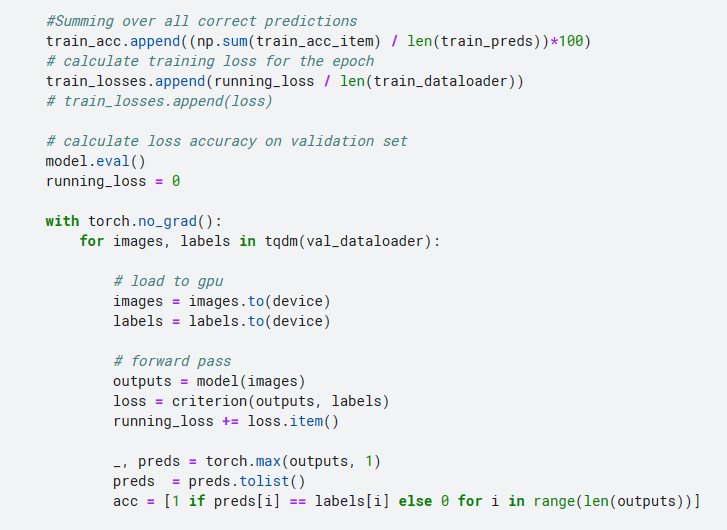 #Summing over all correct predictions
train_acc.append((np.sum(train_acc_item) / len(train_preds))*100)
# calculate training loss for the epoch
train_losses.append(running_loss / len(train_dataloader))
# train_losses.append(loss)
# calculate loss accuracy on validation set
model.eval()
running_loss = 0
with torch.no_grad():
for images, labels in tqdm(val_dataloader):
# load to gpu
images = images.to(device)
labels = labels.to(device)
# forward pass
outputs = model(images)
loss = criterion(outputs, labels)
running_loss += loss.item()
_, preds = torch.max(outputs, 1)
preds  = preds.tolist()
acc = [1 if preds[i] == labels[i] else 0 for i in range(len(outputs))]